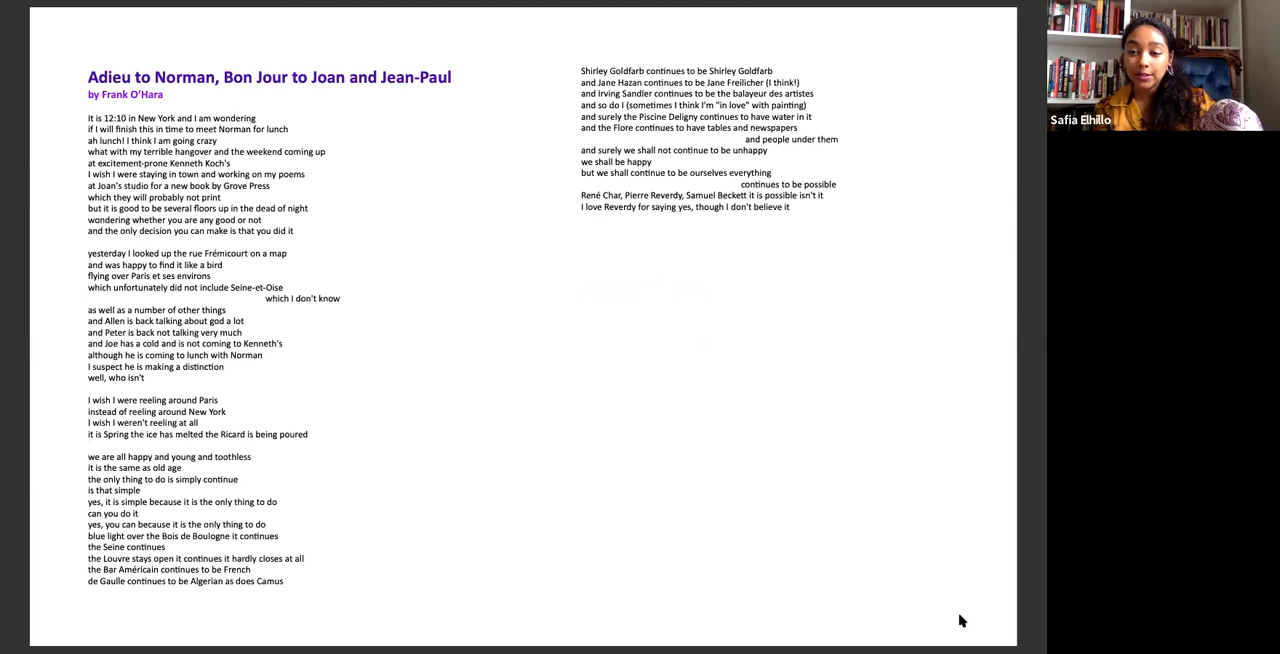 Adieu to Norman, Bon Jour to Joan and Jean-Paul
by Frank O'Hara
It is 12:10 in New York and I am wondering
if I will finish this in time to meet Norman for lunch
ah lunch! I think I am going crazy
what with my terrible hangover and the weekend coming up
at excitement-prone Kenneth Koch's
I wish I were staying in town and working on my poems
at Joan's studio for a new book by Grove Press
which they will probably not print
but it is good to be several floors up in the dead of night
wondering whether you are any good or not
and the only decision you can make is that you did it
yesterday I looked up the rue Frémicourt on a map
and was happy to find it like a bird
flying over Paris et ses environs
which unfortunately did not include Seine-et-Oise
which I don't know
as well as a number of other things
and Allen is back talking about god a lot
and Peter is back not talking very much
and Joe has a cold and is not coming to Kenneth's
although he is coming to lunch with Norman
I suspect he is making a distinction
well, who isn't
I wish I were reeling around Paris
instead of reeling around New York
I wish I weren't reeling at all
it is Spring the ice has melted the Ricard is being poured
we are all happy and young and toothless
it is the same as old age
the only thing to do is simply continue
is that simple
yes, it is simple because it is the only thing to do
can you do it
yes, you can because it is the only thing to do
blue light over the Bois de Boulogne it continues
the Seine continues
the Louvre stays open it continues it hardly closes at all
the Bar Américain continues to be French
de Gaulle continues to be Algerian as does Camus
Shirley Goldfarb continues to be Shirley Goldfarb
and Jane Hazan continues to be Jane Freilicher (I think!)
and Irving Sandler continues to be the balayeur des artistes
and so do I (sometimes I think I'm "in love" with painting)
and surely the Piscine Deligny continues to have water in it
and the Flore continues to have tables and newspapers
and people under them
and surely we shall not continue to be unhappy
we shall be happy
but we shall continue to be ourselves everything
continues to be possible
René Char, Pierre Reverdy, Samuel Beckett it is possible isn't it
I love Reverdy for saying yes, though I don't believe it
Safia Elhillo